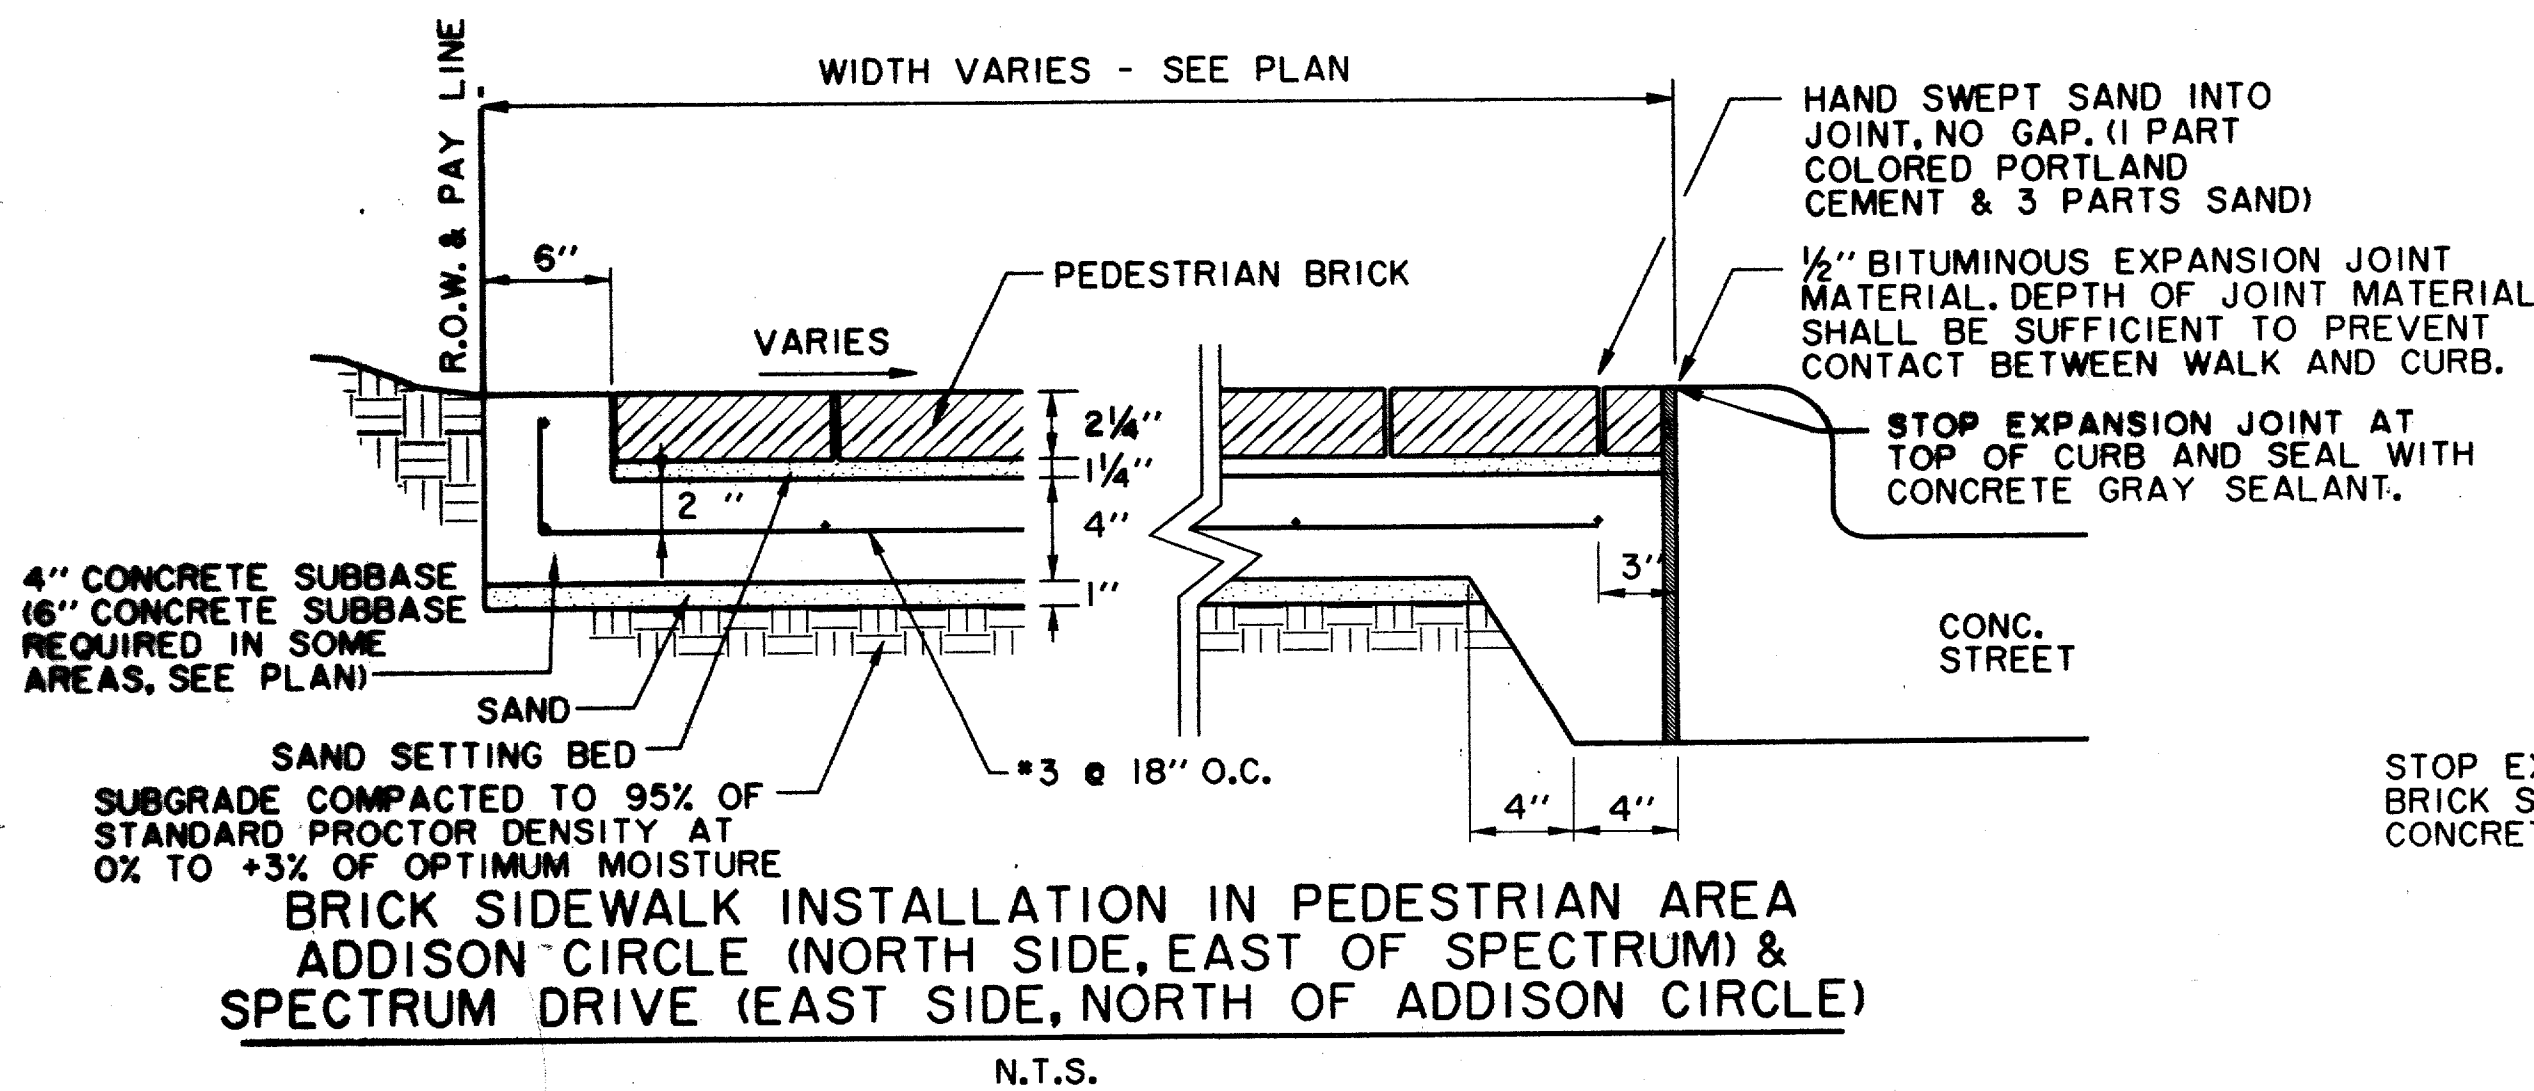 WIDTH VARIES - SEE PLAN
R.O.W. & PAY LINE
6"
VARIES
PEDESTRIAN BRICK
HAND SWEPT SAND INTO
JOINT, NO GAP. (1 PART
COLORED PORTLAND
CEMENT & 3 PARTS SAND)
½" BITUMINOUS EXPANSION JOINT
MATERIAL. DEPTH OF JOINT MATERIAL
SHALL BE SUFFICIENT TO PREVENT
CONTACT BETWEEN WALK AND CURB.
STOP EXPANSION JOINT AT
TOP OF CURB AND SEAL WITH
CONCRETE GRAY SEALANT.
2¼"
1¼"
4"
1"
2 "
3"
4" CONCRETE SUBBASE
(6" CONCRETE SUBBASE
REQUIRED IN SOME
AREAS, SEE PLAN)
SAND
SAND SETTING BED
SUBGRADE COMPACTED TO 95% OF
STANDARD PROCTOR DENSITY AT
0% TO +3% OF OPTIMUM MOISTURE
#3 @ 18" O.C.
4" 4"
CONC.
STREET
STOP EX
BRICK S
CONCRET
BRICK SIDEWALK INSTALLATION IN PEDESTRIAN AREA
ADDISON CIRCLE (NORTH SIDE, EAST OF SPECTRUM) &
SPECTRUM DRIVE (EAST SIDE, NORTH OF ADDISON CIRCLE)
N.T.S.